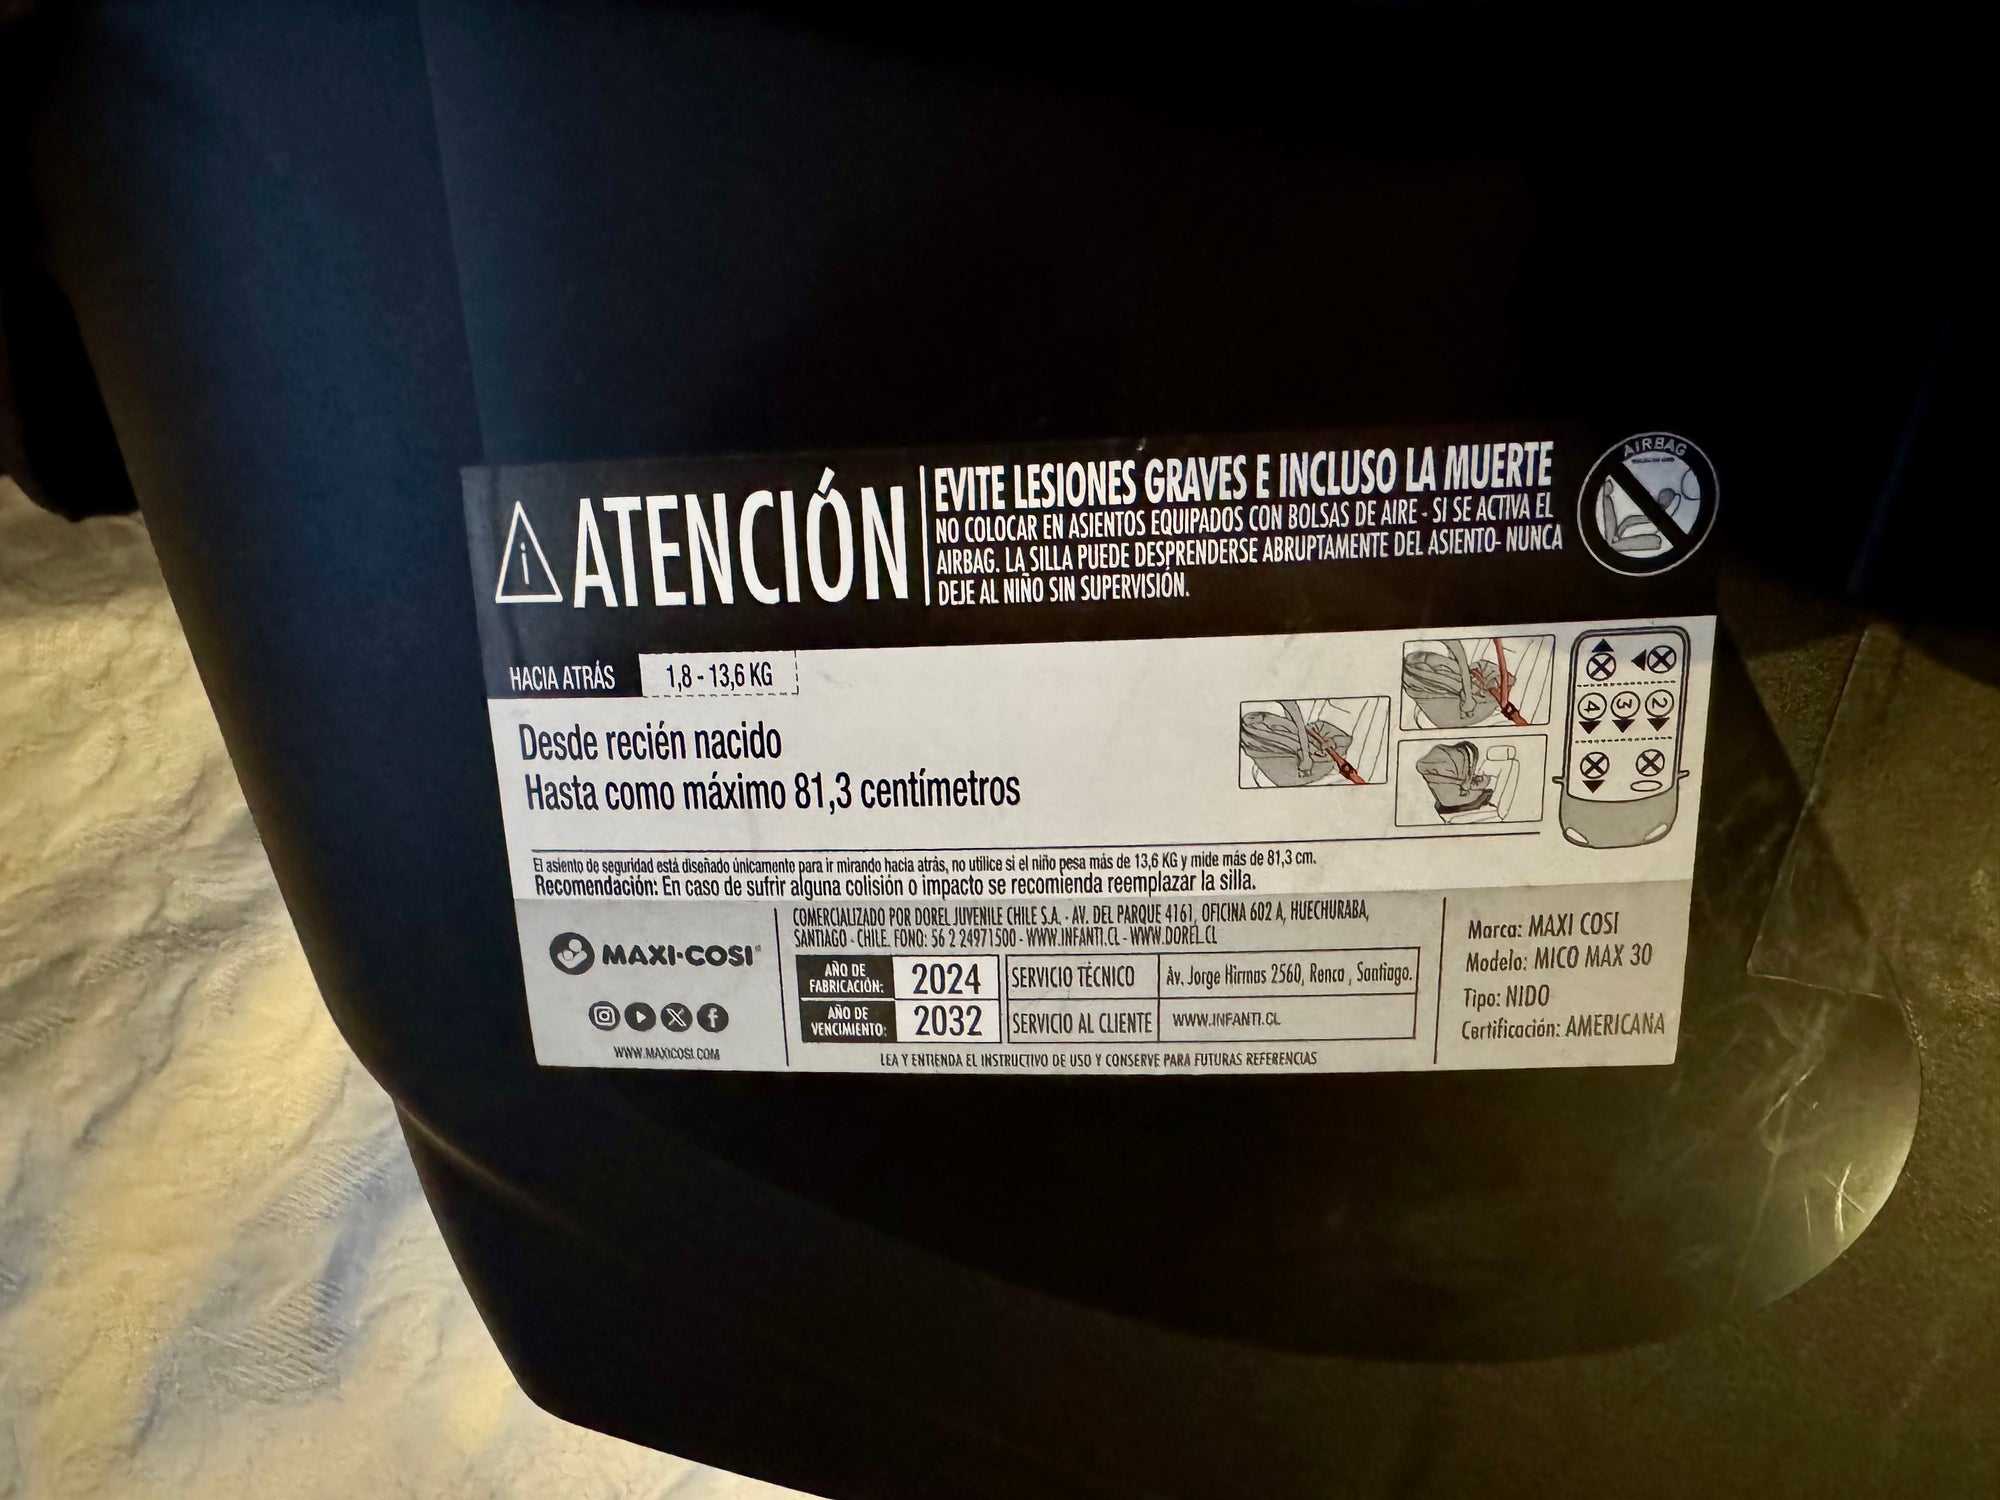 AIRBAG
ATENCIÓN
EVITE LESIONES GRAVES E INCLUSO LA MUERTE
NO COLOCAR EN ASIENTOS EQUIPADOS CON BOLSAS DE AIRE - SI SE ACTIVA EL
AIRBAG. LA SILLA PUEDE DESPRENDERSE ABRUPTAMENTE DEL ASIENTO- NUNCA
DEJE AL NIÑO SIN SUPERVISIÓN.
HACIA ATRÁS
1,8 - 13,6 KG
4 3 2
Desde recién nacido
Hasta como máximo 81,3 centímetros
El asiento de seguridad está diseñado únicamente para ir mirando hacia atrás, no utilice si el niño pesa más de 13,6 KG y mide más de 81,3 cm.
Recomendación: En caso de sufrir alguna colisión o impacto se recomienda reemplazar la silla.
MAXI-COSI
WWW.MAXICOSI.COM
COMERCIALIZADO POR DOREL JUVENILE CHILE S.A. - AV. DEL PARQUE 4161, OFICINA 602 A, HUECHURABA,
SANTIAGO - CHILE. FONO: 56 2 24971500 - WWW.INFANTI.CL - WWW.DOREL.CL
AÑO DE
FABRICACIÓN:
2024
SERVICIO TÉCNICO
Av. Jorge Hirmas 2560, Renca , Santiago.
AÑO DE
VENCIMIENTO:
2032
SERVICIO AL CLIENTE
WWW.INFANTI.CL
LEA Y ENTIENDA EL INSTRUCTIVO DE USO Y CONSERVE PARA FUTURAS REFERENCIAS
Marca: MAXI COSI
Modelo: MICO MAX 30
Tipo: NIDO
Certificación: AMERICANA